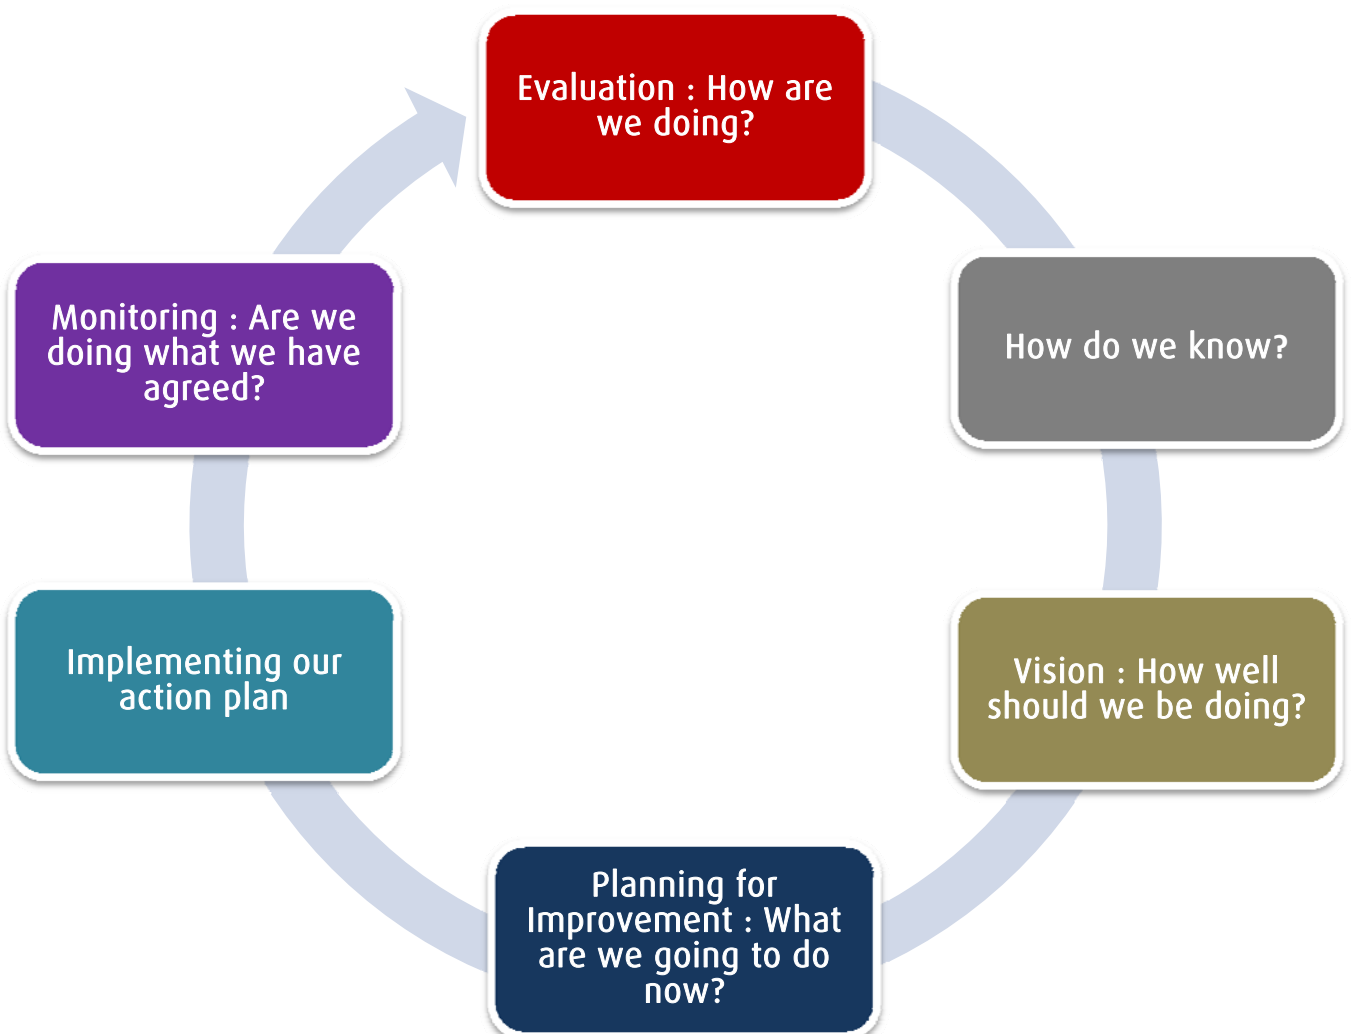 Evaluation : How are
we doing?
How do we know?
Vision : How well
should we be doing?
Planning for
Improvement : What
are we going to do
now?
Implementing our
action plan
Monitoring : Are we
doing what we have
agreed?